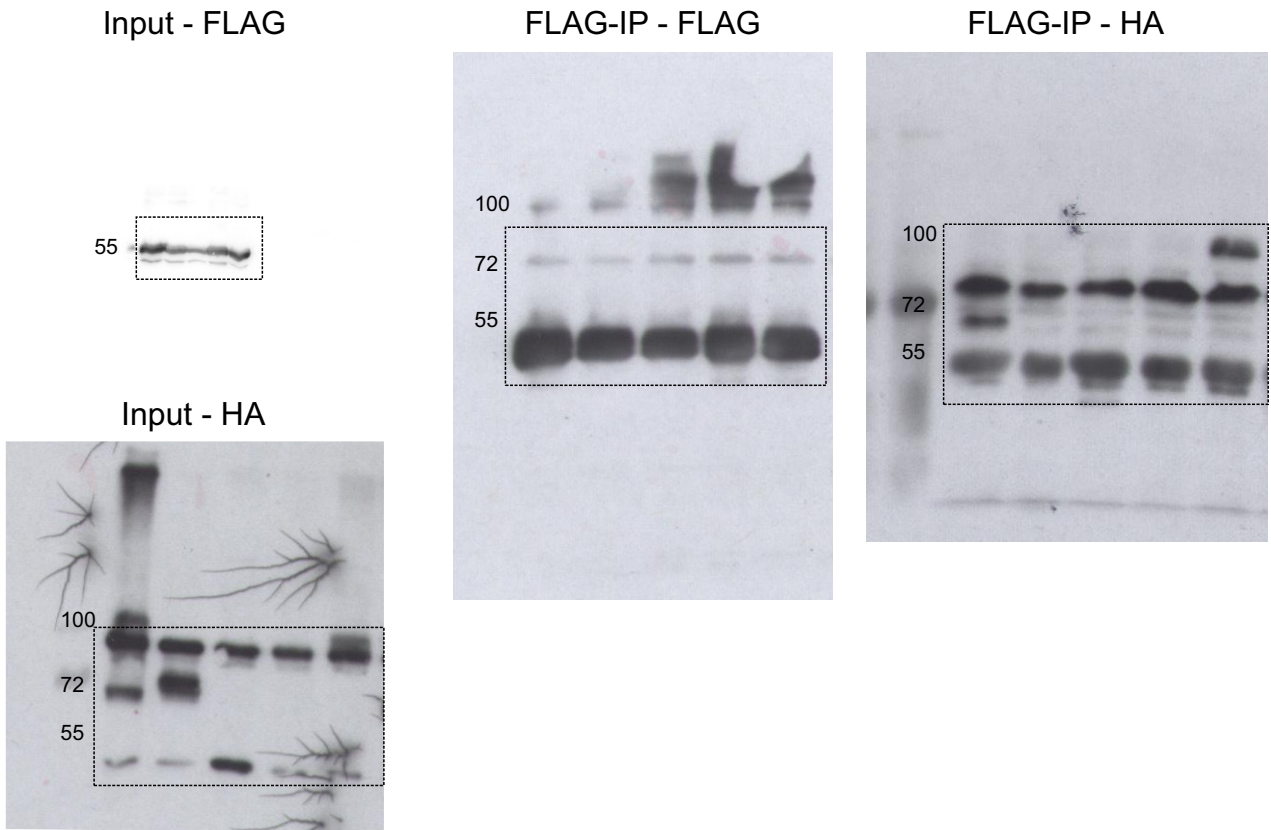 Input - FLAG
55
Input - HA
100
72
55
FLAG-IP - FLAG
100
72
55
FLAG-IP - HA
100
72
55